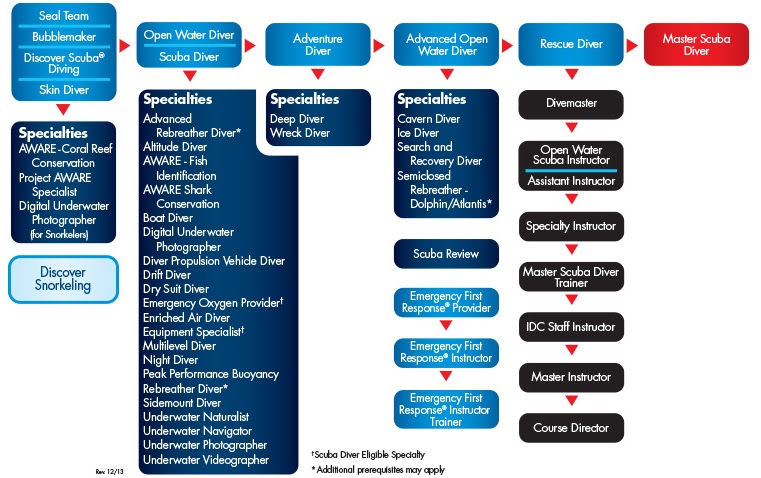 Seal Team
Bubblemaker
Discover Scuba®
Diving
Skin Diver
Open Water Diver
Scuba Diver
Adventure
Diver
Advanced Open
Water Diver
Rescue Diver
Master Scuba
Diver
Specialties
AWARE - Coral Reef
Conservation
Project AWARE
Specialist
Digital Underwater
Photographer
(for Snorkelers)
Discover
Snorkeling
Specialties
Advanced
Rebreather Diver*
Altitude Diver
AWARE - Fish
Identification
AWARE Shark
Conservation
Boat Diver
Digital Underwater
Photographer
Diver Propulsion Vehicle Diver
Drift Diver
Dry Suit Diver
Emergency Oxygen Provider†
Enriched Air Diver
Equipment Specialist†
Multilevel Diver
Night Diver
Peak Performance Buoyancy
Rebreather Diver*
Sidemount Diver
Underwater Naturalist
Underwater Navigator
Underwater Photographer
Underwater Videographer
Specialties
Deep Diver
Wreck Diver
Specialties
Cavern Diver
Ice Diver
Search and
Recovery Diver
Semiclosed
Rebreather -
Dolphin/Atlantis*
Scuba Review
Emergency First
Response® Provider
Emergency First
Response® Instructor
Emergency First
Response® Instructor
Trainer
Divemaster
Open Water
Scuba Instructor
Assistant Instructor
Specialty Instructor
Master Scuba Diver
Trainer
IDC Staff Instructor
Master Instructor
Course Director
†Scuba Diver Eligible Specialty
* Additional prerequisites may apply
Rev. 12/13